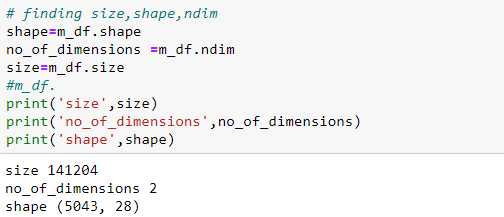 # finding size,shape,ndim
shape=m_df.shape
no_of_dimensions =m_df.ndim
size=m_df.size
#m_df.
print('size',size)
print('no_of_dimensions',no_of_dimensions)
print('shape',shape)
size 141204
no_of_dimensions 2
shape (5043, 28)